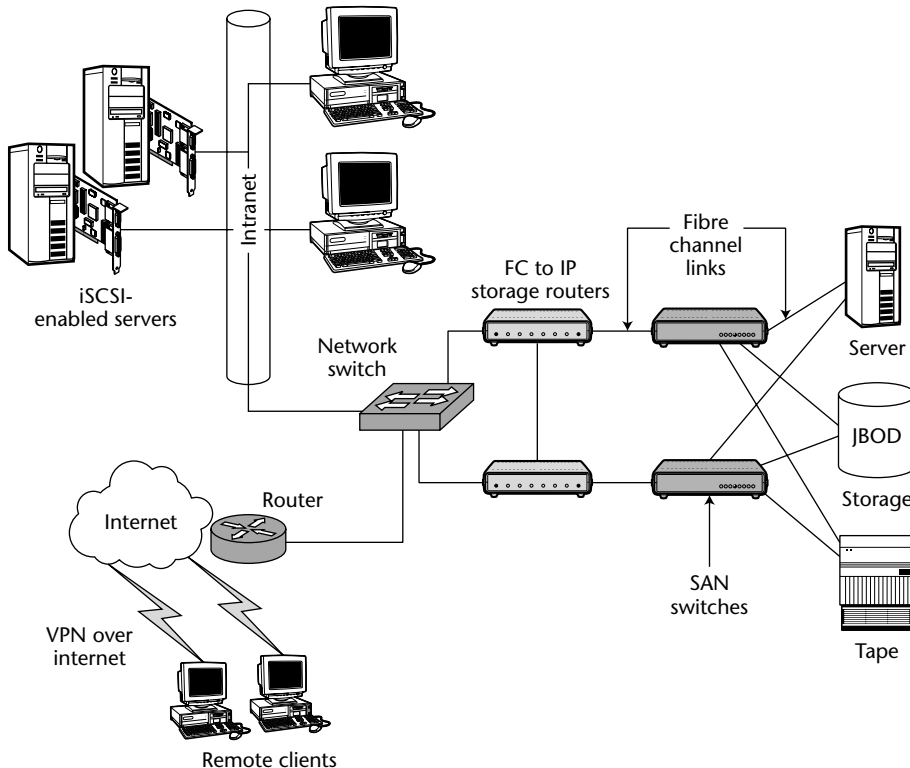 Intranet
iSCSI-
enabled servers
Network
switch
FC to IP
storage routers
Fibre
channel
links
Server
JBOD
Storage
Tape
SAN
switches
Router
Internet
VPN over
internet
Remote clients